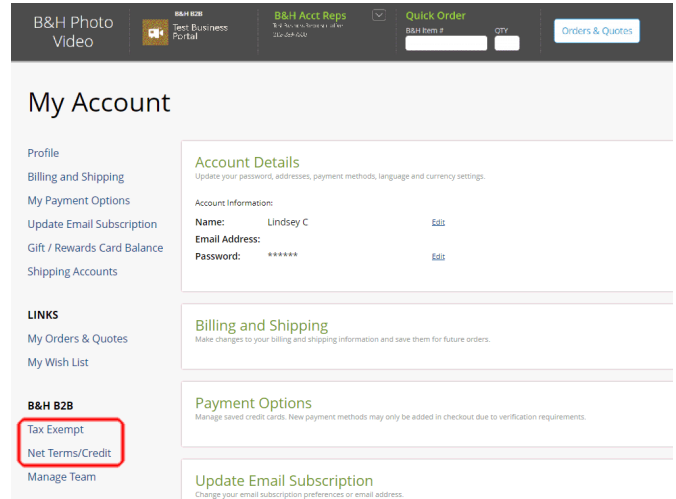 B&H Photo
Video
B&H B2B
Test Business
Portal
B&H Acct Reps
Quick Order
B&H Item #
QTY
Orders & Quotes
My Account
Profile
Billing and Shipping
My Payment Options
Update Email Subscription
Gift / Rewards Card Balance
Shipping Accounts
LINKS
My Orders & Quotes
My Wish List
B&H B2B
Tax Exempt
Net Terms/Credit
Manage Team
Account Details
Update your password, addresses, payment methods, language and currency settings.
Account Information:
Name: Lindsey C Edit
Email Address:
Password: ****** Edit
Billing and Shipping
Make changes to your billing and shipping information and save them for future orders.
Payment Options
Manage saved credit cards. New payment methods may only be added in checkout due to verification requirements.
Update Email Subscription
Change your email subscription preferences or email address.